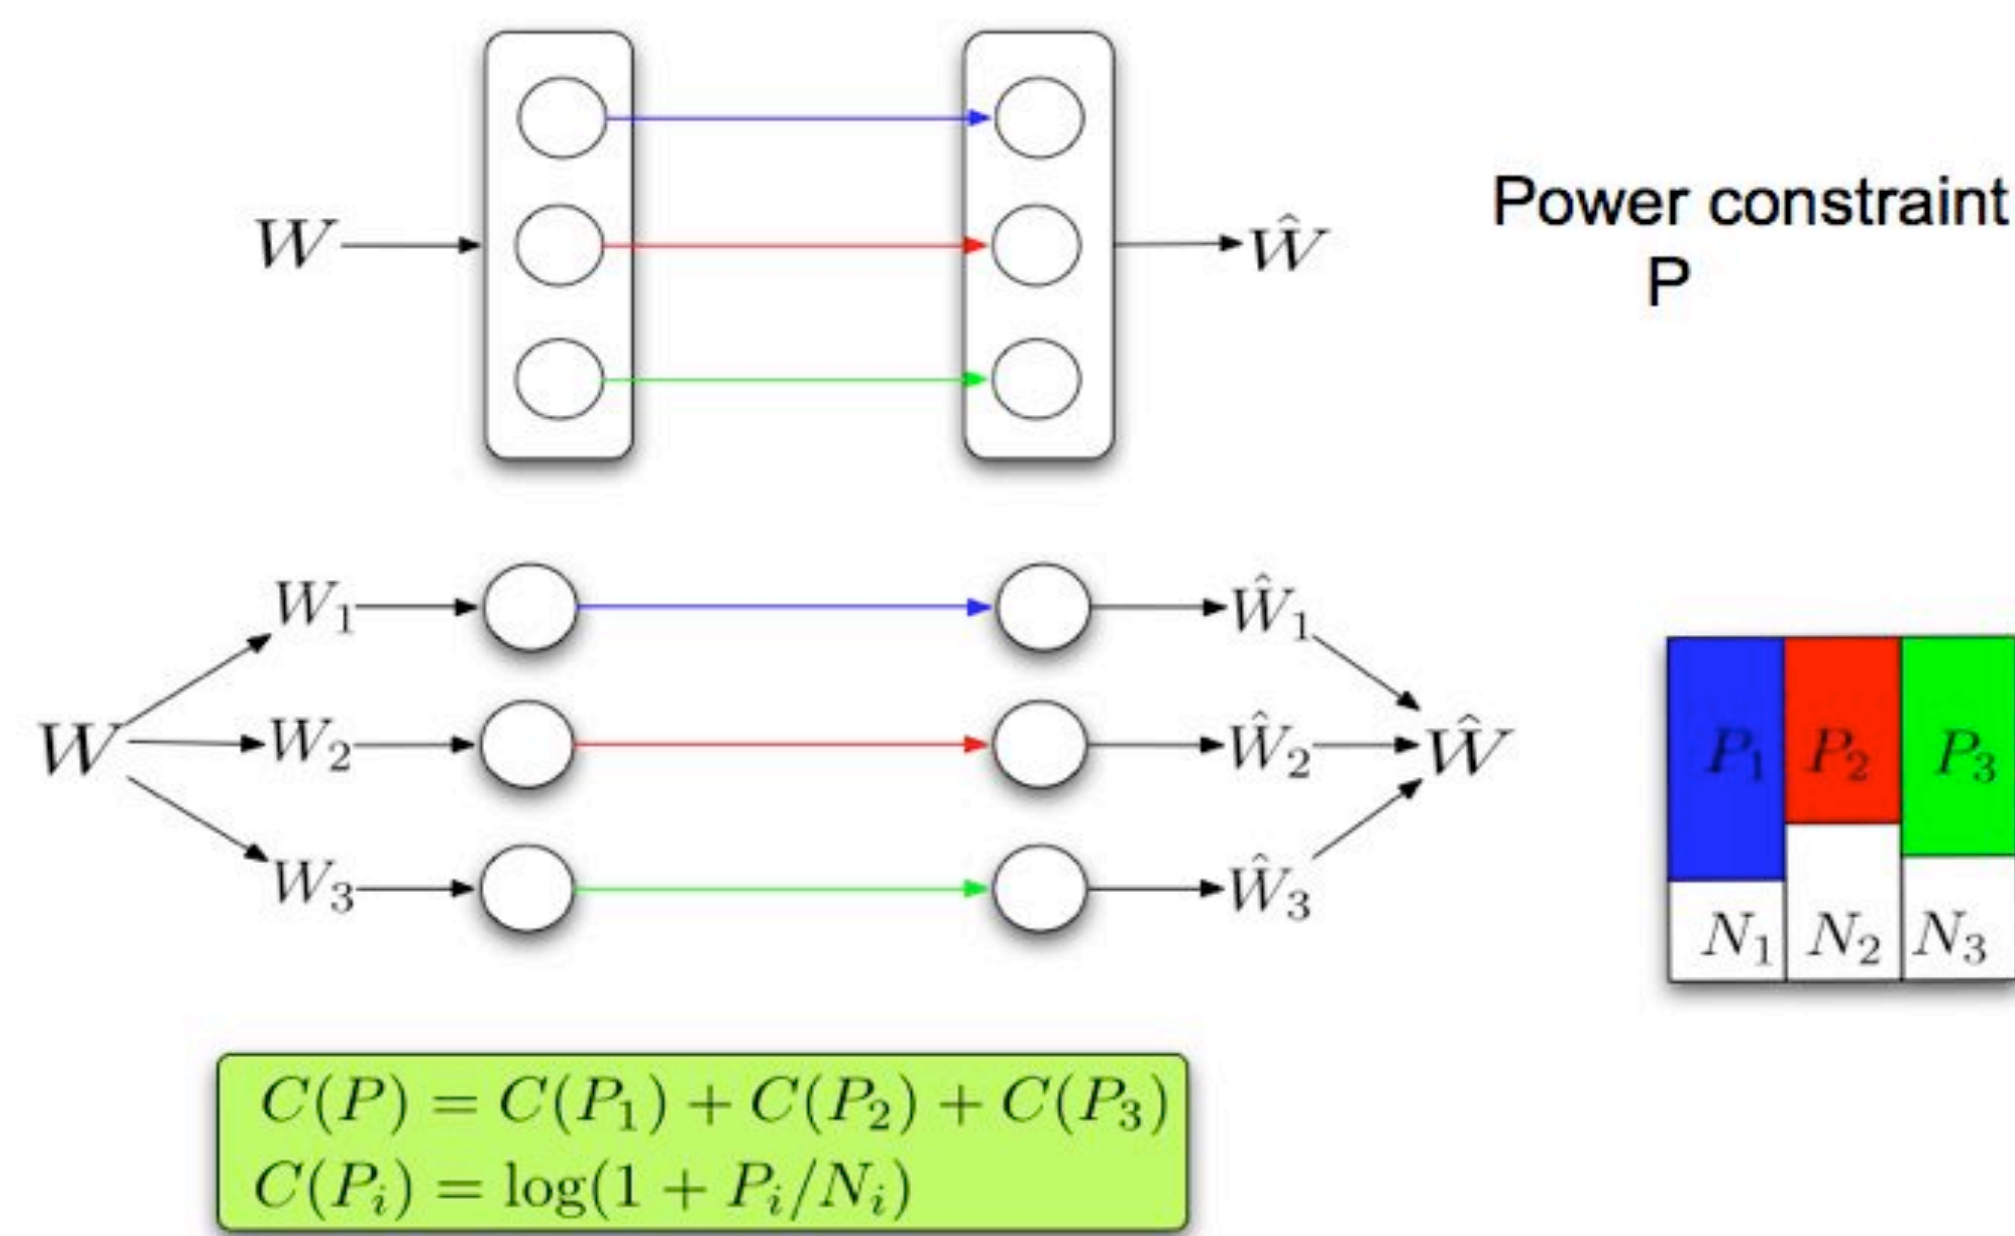 W
Ŵ
Power constraint
P
W
W₁
W₂
W₃
Ŵ₁
Ŵ₂
Ŵ₃
Ŵ
P₁ P₂ P₃
N₁ N₂ N₃
C(P) = C(P₁) + C(P₂) + C(P₃)
C(Pᵢ) = log(1 + Pᵢ/Nᵢ)